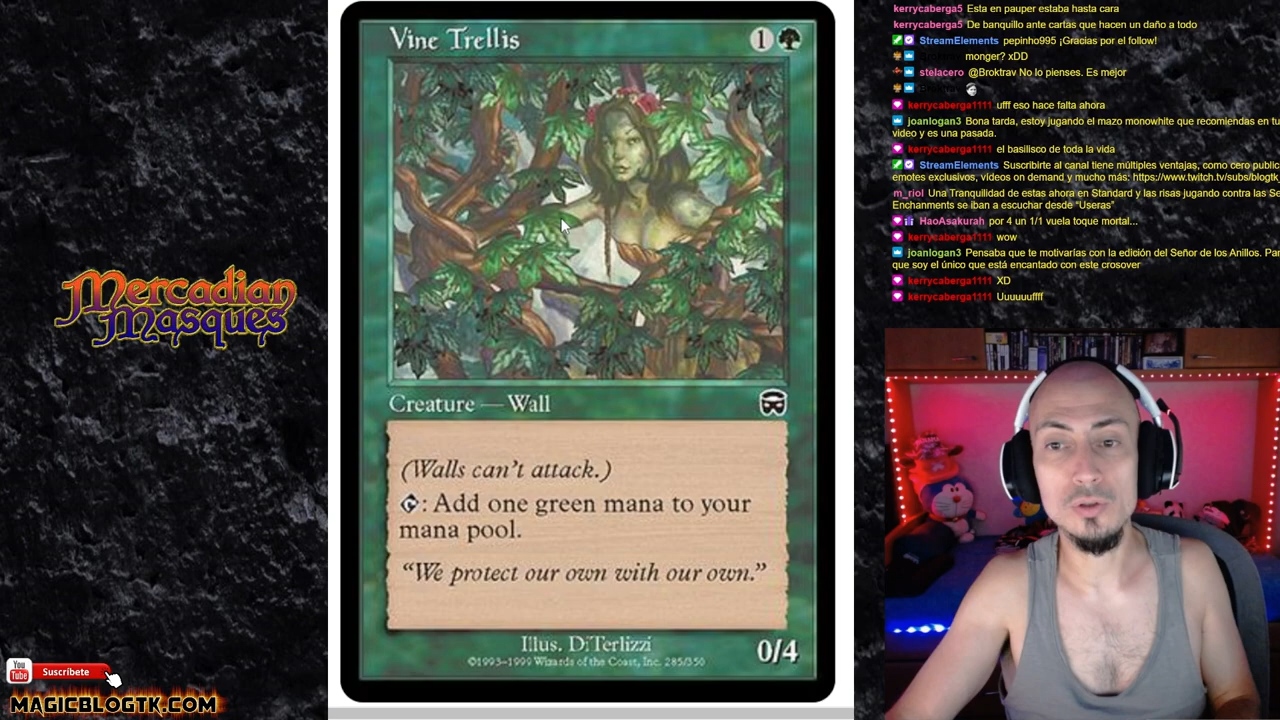 Mercadian
Masques
You
Tube
Suscríbete
MAGICBLOGTK.COM
Vine Trellis
1
Creature — Wall
(Walls can't attack.)
: Add one green mana to your
mana pool.
"We protect our own with our own."
Illus. DiTerlizzi
©1993-1999 Wizards of the Coast, Inc. 285/350
0/4
kerrycaberga5 Esta en pauper estaba hasta cara
kerrycaberga5 De banquillo ante cartas que hacen un daño a todo
StreamElements pepinho995 ¡Gracias por el follow!
monger? xDD
stelacero @Broktrav No lo pienses. Es mejor
kerrycaberga1111 ufff eso hace falta ahora
joanlogan3 Bona tarda, estoy jugando el mazo monowhite que recomiendas en tu
video y es una pasada.
kerrycaberga1111 el basilisco de toda la vida
StreamElements Suscribirte al canal tiene múltiples ventajas, como cero public
emotes exclusivos, vídeos on demand y mucho más: https://www.twitch.tv/subs/blogtk_
m_riol Una Tranquilidad de estas ahora en Standard y las risas jugando contra las Se
Enchanments se iban a escuchar desde "Useras"
HaoAsakurah por 4 un 1/1 vuela toque mortal...
kerrycaberga1111 wow
joanlogan3 Pensaba que te motivarías con la edición del Señor de los Anillos. Par
que soy el único que está encantado con este crosover
kerrycaberga1111 XD
kerrycaberga1111 Uuuuuuffff